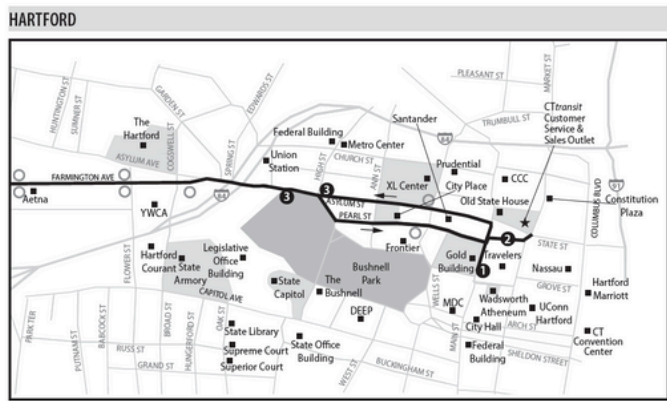 HARTFORD
PLEASANT ST
MARKET ST
HUNTINGTON ST
SUMNER ST
GARDEN ST
EDWARDS ST
TRUMBULL ST
CTtransit
Customer
Service &
Sales Outlet
Santander
The
Hartford
COGSWELL ST
SPRING ST
Federal Building
Metro Center
84
HIGH ST
CHURCH ST
ANN ST
Prudential
CCC
COLUMBUS BLVD
91
ASYLUM AVE
Union
Station
XL Center
City Place
Old State House
Constitution
Plaza
FARMINGTON AVE
Aetna
84
3
3
ASYLUM ST
PEARL ST
YWCA
2
STATE ST
Frontier
Gold
Building
Travelers
1
FLOWER ST
Hartford
Courant
State
Armory
Legislative
Office
Building
Bushnell
Park
Nassau
GROVE ST
Hartford
Marriott
CAPITOL AVE
State
Capitol
The
Bushnell
WELLS ST
MDC
Wadsworth
Atheneum
UConn
Hartford
DEEP
City Hall
ARCH ST
CT
Convention
Center
PARK TER
PUTNAM ST
BABCOCK ST
BROAD ST
HUNGERFORD ST
OAK ST
State Library
MAIN ST
Federal
Building
SHELDON STREET
RUSS ST
Supreme Court
State Office
Building
GRAND ST
Superior Court
WEST ST
BUCKINGHAM ST